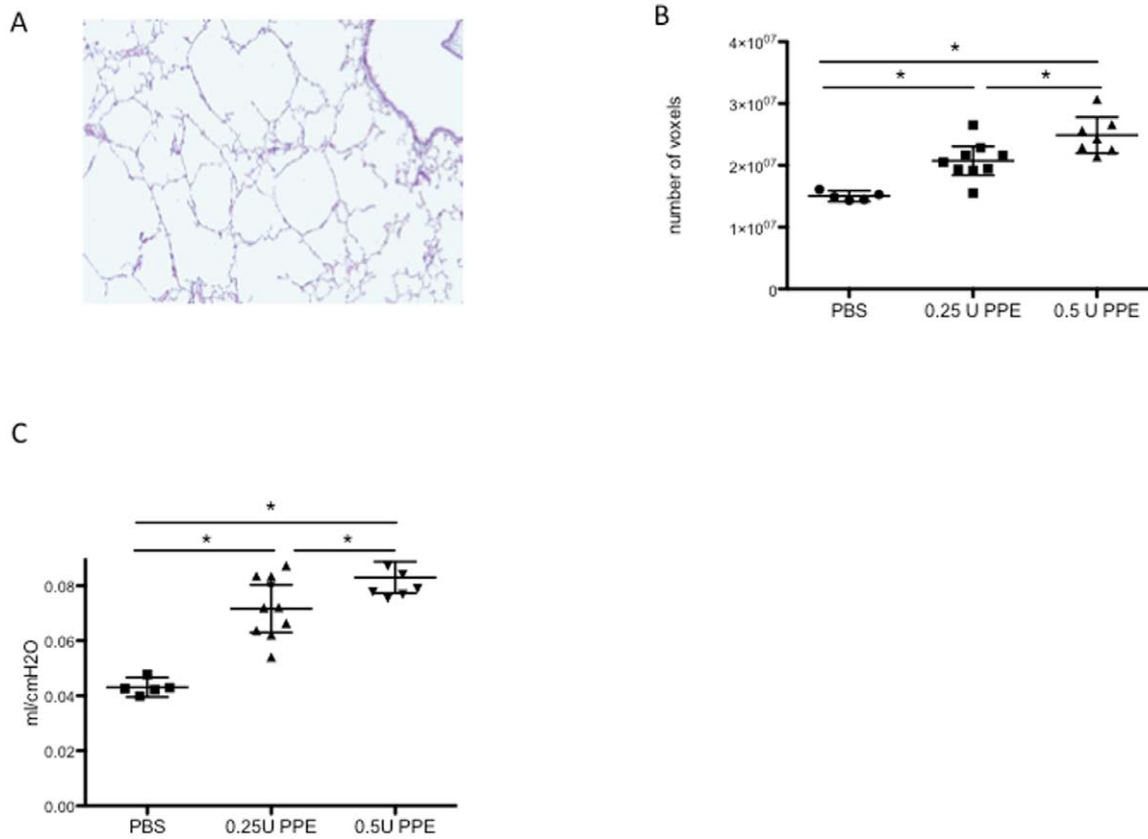 A
B
4×10⁰⁷
3×10⁰⁷
2×10⁰⁷
1×10⁰⁷
0
number of voxels
*
*
*
PBS
0.25 U PPE
0.5 U PPE
C
*
*
*
0.08
0.06
0.04
0.02
0.00
ml/cmH2O
PBS
0.25U PPE
0.5U PPE